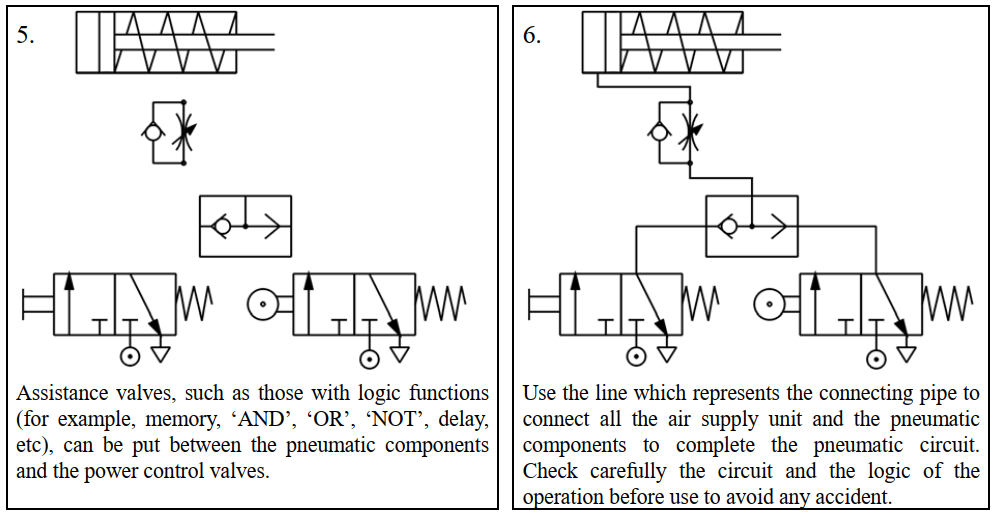 5.
Assistance valves, such as those with logic functions
(for example, memory, ‘AND’, ‘OR’, ‘NOT’, delay,
etc), can be put between the pneumatic components
and the power control valves.
6.
Use the line which represents the connecting pipe to
connect all the air supply unit and the pneumatic
components to complete the pneumatic circuit.
Check carefully the circuit and the logic of the
operation before use to avoid any accident.